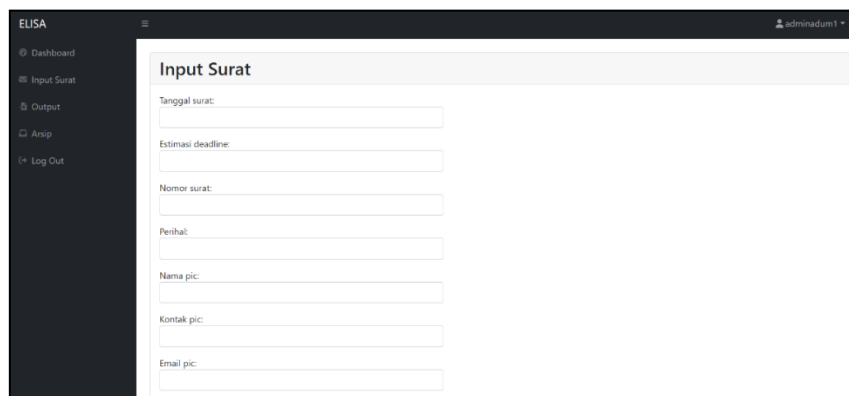 ELISA
adminadum1
Dashboard
Input Surat
Output
Arsip
Log Out
Input Surat
Tanggal surat:
Estimasi deadline:
Nomor surat:
Perihal:
Nama pic:
Kontak pic:
Email pic: